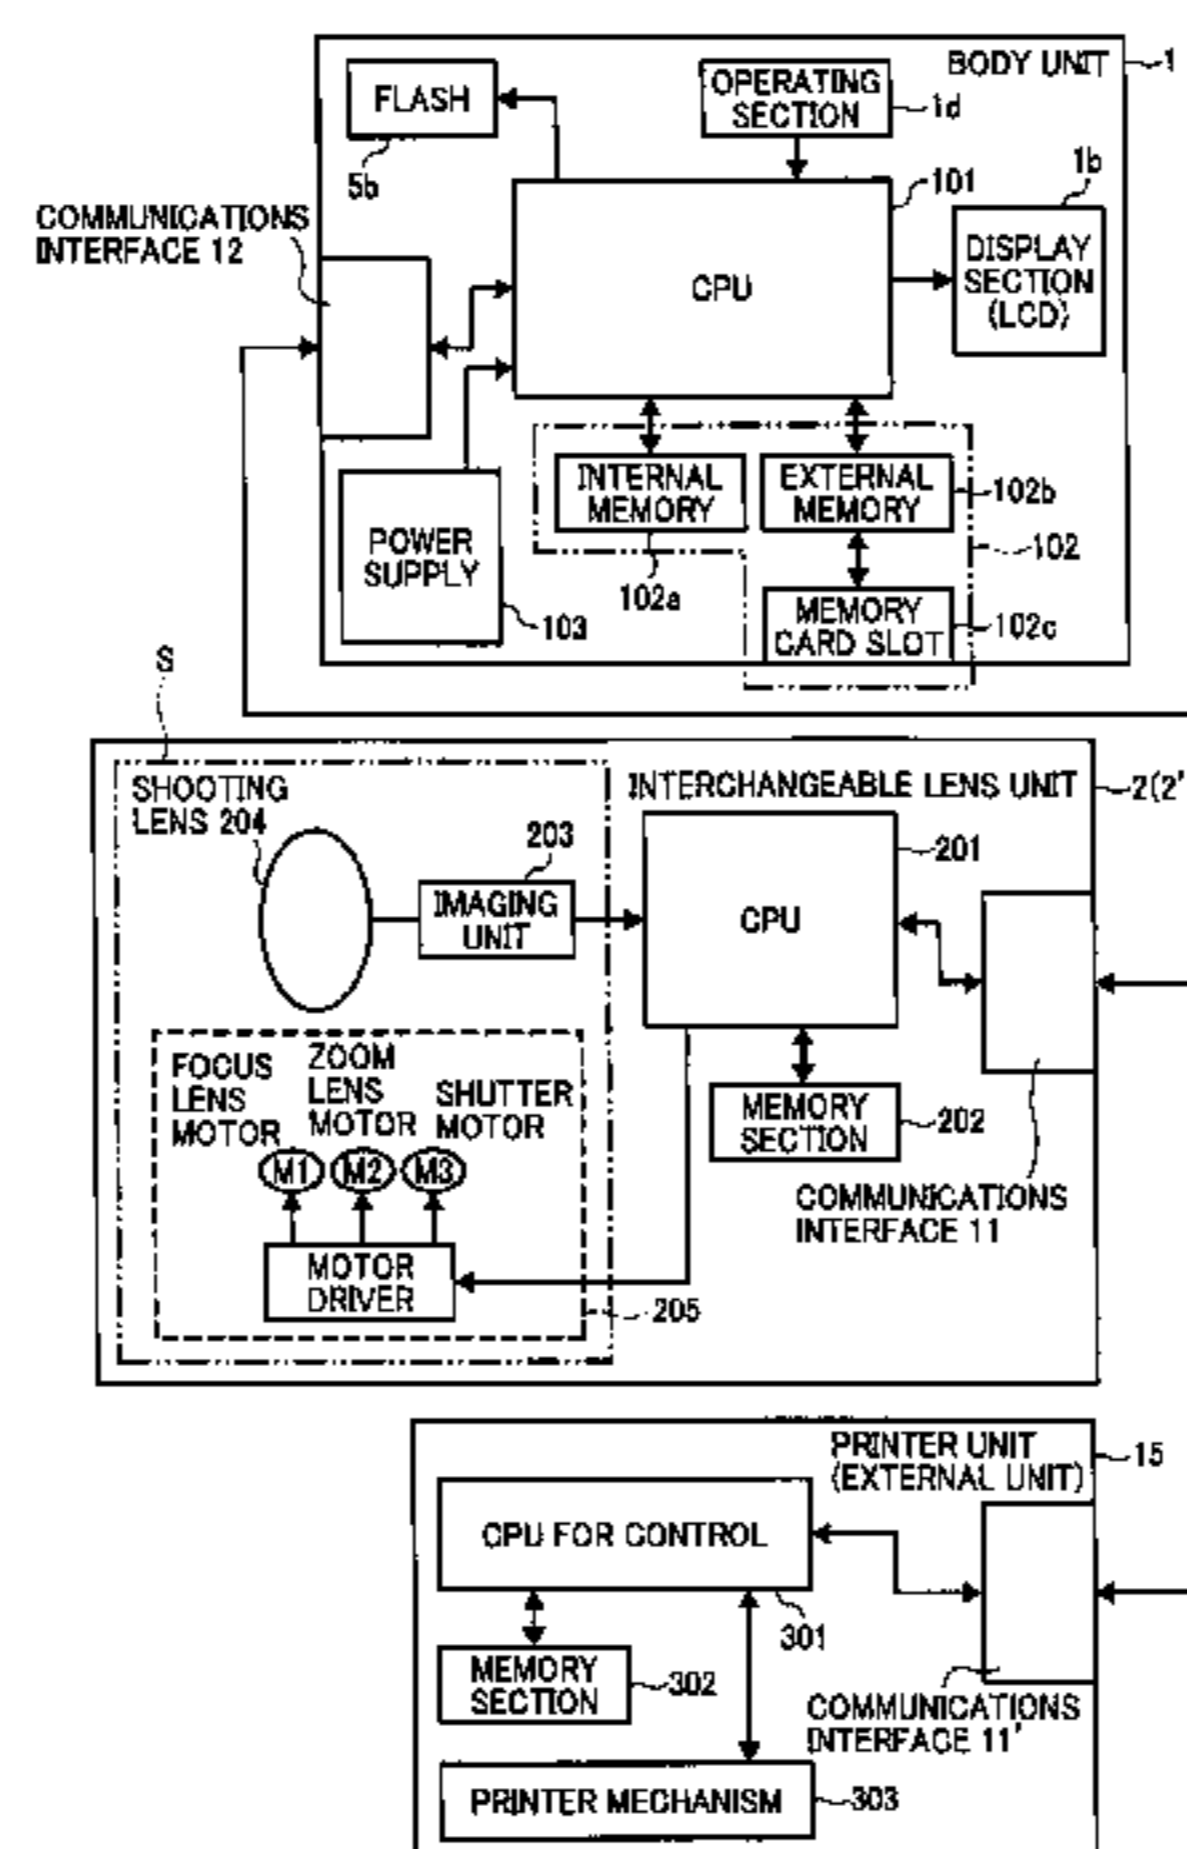 BODY UNIT
1
FLASH
5b
OPERATING
SECTION
1d
101
1b
COMMUNICATIONS
INTERFACE 12
CPU
DISPLAY
SECTION
(LCD)
INTERNAL
MEMORY
EXTERNAL
MEMORY
102b
POWER
SUPPLY
102
102a
MEMORY
CARD SLOT
102c
103
S
SHOOTING
LENS 204
INTERCHANGEABLE LENS UNIT
2(2'
203
201
IMAGING
UNIT
CPU
FOCUS
LENS
MOTOR
ZOOM
LENS
MOTOR
SHUTTER
MOTOR
M1
M2
M3
MEMORY
SECTION
202
COMMUNICATIONS
INTERFACE 11
MOTOR
DRIVER
205
PRINTER UNIT
(EXTERNAL UNIT)
15
CPU FOR CONTROL
301
MEMORY
SECTION
302
COMMUNICATIONS
INTERFACE 11'
PRINTER MECHANISM
303